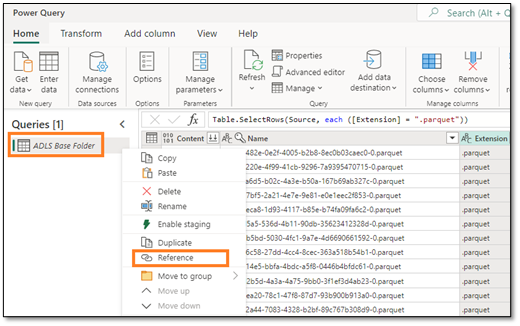 Power Query
Search (Alt +
Home Transform Add column View Help
Get data Enter data Manage connections Options Manage parameters Refresh Properties Advanced editor Manage Add data destination Choose columns Remove columns
New query Data sources Options Parameters Query Manage columns
Queries [1]
fx Table.SelectRows(Source, each ([Extension] = ".parquet"))
ADLS Base Folder
Content Name Extension
Copy
Paste
Delete
Rename
Enable staging
Duplicate
Reference
Move to group
Move up
Move down
482e-0e2f-4005-b2b8-8ec0b03caec0-0.parquet .parquet
220e-4f99-41cb-9296-7a9395470715-0.parquet .parquet
a6d5-b02c-4a3e-b50a-167b69ab327c-0.parquet .parquet
7bf5-2a21-4e7e-9e81-e0e1eec2f853-0.parquet .parquet
eca8-1d93-4117-b85e-b74fa09fa6c2-0.parquet .parquet
5a5-536d-4b11-90db-35623412328d-0.parquet .parquet
b5bd-5030-4fc1-9a7e-4d6690661592-0.parquet .parquet
6c58-27dd-4cc4-8cec-363a518b54b1-0.parquet .parquet
14e5-bbfa-4bdc-a5f8-0446b4bfdc61-0.parquet .parquet
2b5d-4a3a-4a75-9bb0-3f1ef3d4ab23-0.parquet .parquet
ea20-78c1-47f8-87d7-93b900b913a0-0.parquet .parquet
2a44-7083-4328-b2bf-89c767b308d9-0.parquet .parquet